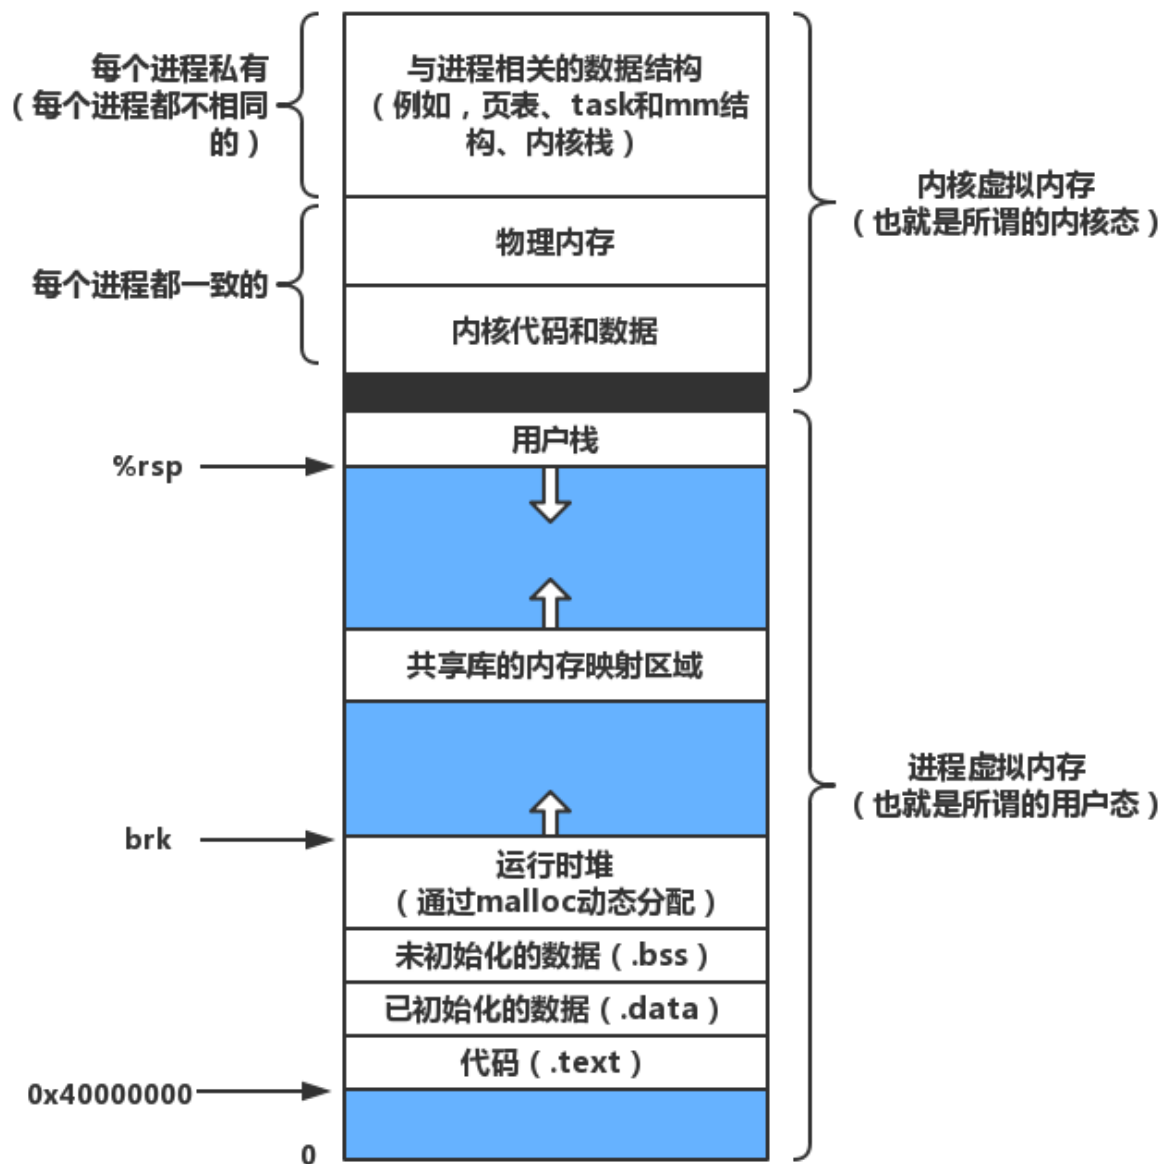 每个进程私有
（每个进程都不相同
的）
与进程相关的数据结构
（例如，页表、task和mm结
构、内核栈）
内核虚拟内存
（也就是所谓的内核态）
物理内存
每个进程都一致的
内核代码和数据
用户栈
%rsp
共享库的内存映射区域
进程虚拟内存
（也就是所谓的用户态）
brk
运行时堆
（通过malloc动态分配）
未初始化的数据（.bss）
已初始化的数据（.data）
代码（.text）
0x40000000
0